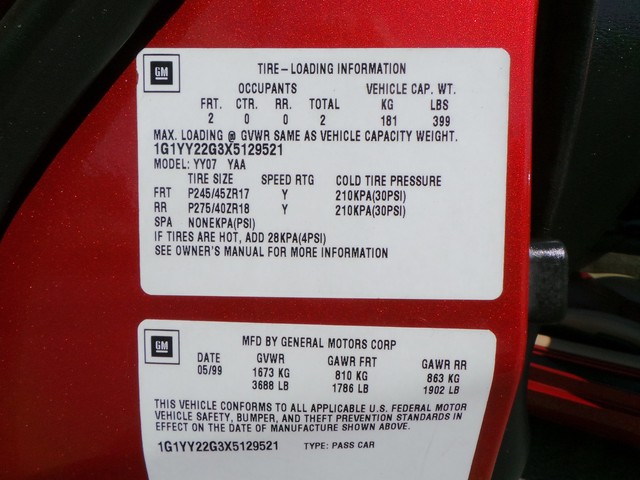 GM
TIRE-LOADING INFORMATION
OCCUPANTS VEHICLE CAP. WT.
FRT. CTR. RR. TOTAL KG LBS
2 0 0 2 181 399
MAX. LOADING @ GVWR SAME AS VEHICLE CAPACITY WEIGHT.
1G1YY22G3X5129521
MODEL: YY07 YAA
TIRE SIZE SPEED RTG COLD TIRE PRESSURE
FRT P245/45ZR17 Y 210KPA(30PSI)
RR P275/40ZR18 Y 210KPA(30PSI)
SPA NONEKPA(PSI)
IF TIRES ARE HOT, ADD 28KPA(4PSI)
SEE OWNER'S MANUAL FOR MORE INFORMATION
GM
MFD BY GENERAL MOTORS CORP
DATE GVWR GAWR FRT GAWR RR
05/99 1673 KG 810 KG 863 KG
3688 LB 1786 LB 1902 LB
THIS VEHICLE CONFORMS TO ALL APPLICABLE U.S. FEDERAL MOTOR
VEHICLE SAFETY, BUMPER, AND THEFT PREVENTION STANDARDS IN
EFFECT ON THE DATE OF MANUFACTURE SHOWN ABOVE.
1G1YY22G3X5129521 TYPE: PASS CAR